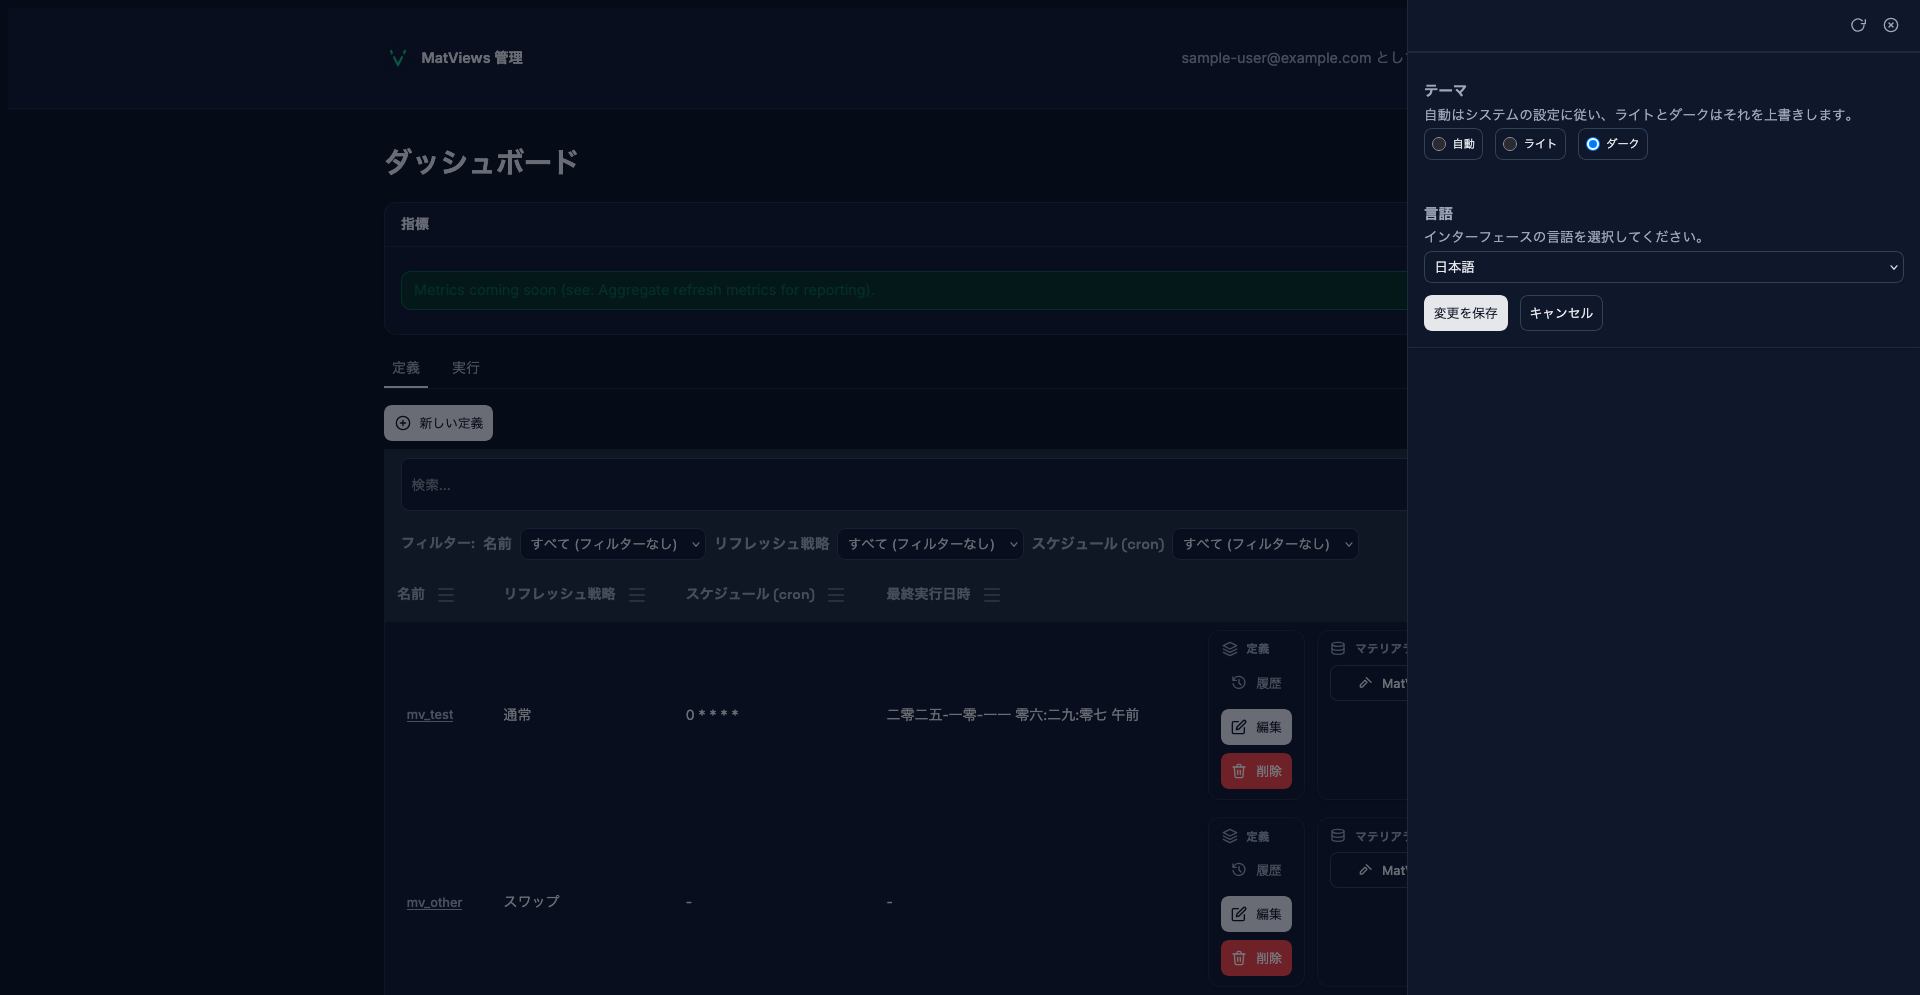 MatViews 管理
sample-user@example.com とし
ダッシュボード
指標
Metrics coming soon (see: Aggregate refresh metrics for reporting).
定義 実行
新しい定義
検索...
フィルター: 名前 すべて (フィルターなし) リフレッシュ戦略 すべて (フィルターなし) スケジュール (cron) すべて (フィルターなし)
名前 リフレッシュ戦略 スケジュール (cron) 最終実行日時
mv_test 通常 0 * * * * 二零二五-一零-一一 零六:二九:零七 午前
定義
履歴
編集
削除
マテリア
Mat
mv_other スワップ - -
定義
履歴
編集
削除
マテリア
Mat
テーマ
自動はシステムの設定に従い、ライトとダークはそれを上書きします。
自動 ライト ダーク
言語
インターフェースの言語を選択してください。
日本語
変更を保存 キャンセル